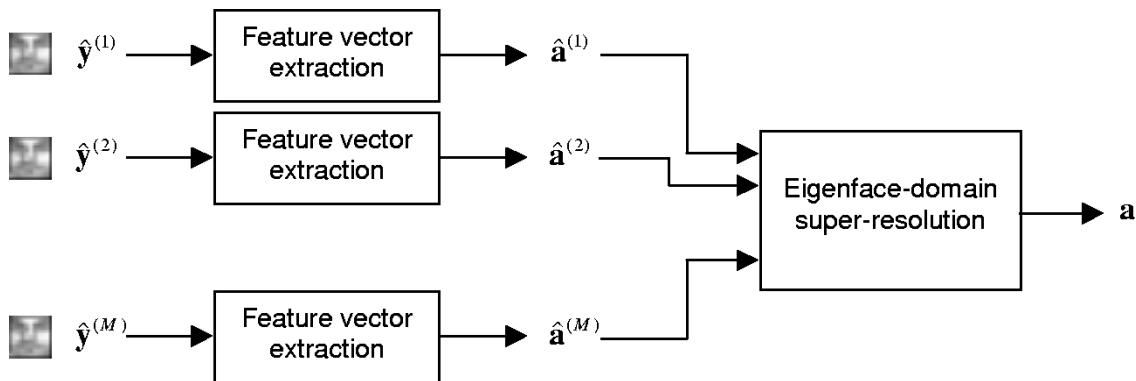 ŷ⁽¹⁾ Feature vector extraction â⁽¹⁾
ŷ⁽²⁾ Feature vector extraction â⁽²⁾
Eigenface-domain
super-resolution
a
ŷ⁽ᴹ⁾ Feature vector extraction â⁽ᴹ⁾